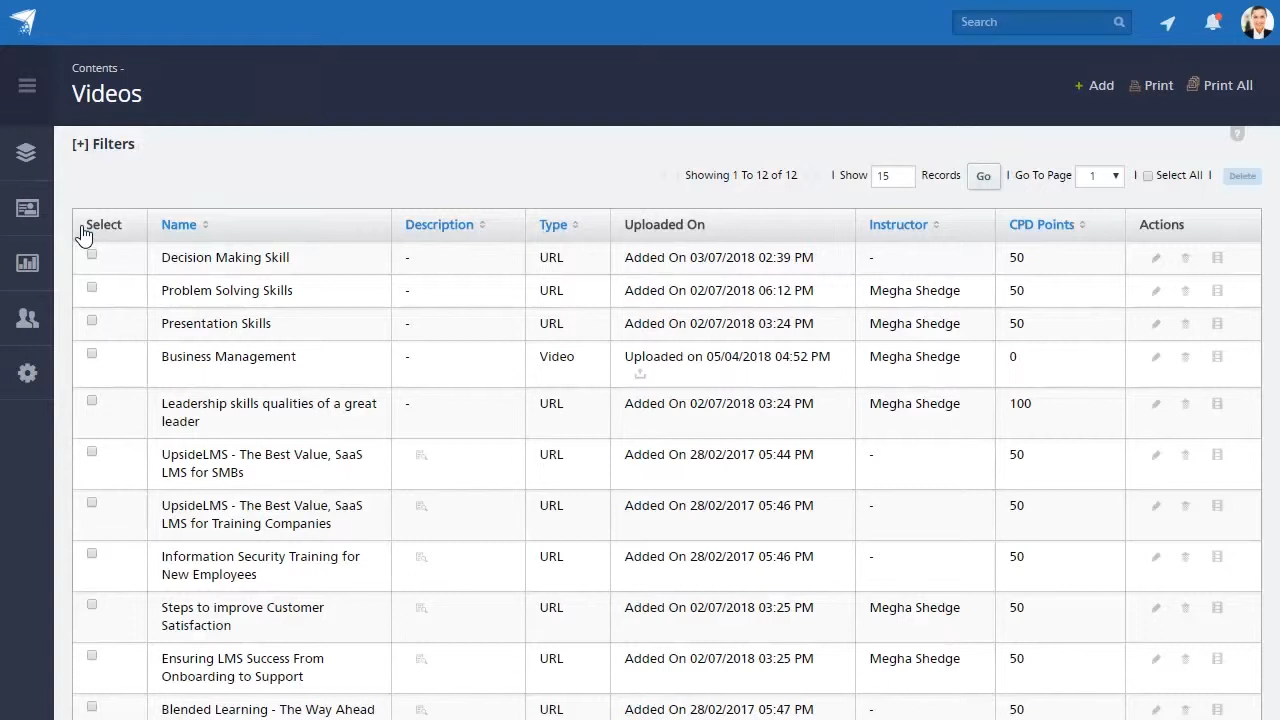 Search
Contents -
Videos
+ Add
Print
Print All
[+] Filters
?
Showing 1 To 12 of 12
| Show 15 Records Go | Go To Page 1 | Select All | Delete
Select Name Description Type Uploaded On Instructor CPD Points Actions
Decision Making Skill - URL Added On 03/07/2018 02:39 PM - 50
Problem Solving Skills - URL Added On 02/07/2018 06:12 PM Megha Shedge 50
Presentation Skills - URL Added On 02/07/2018 03:24 PM Megha Shedge 50
Business Management - Video Uploaded on 05/04/2018 04:52 PM Megha Shedge 0
Leadership skills qualities of a great - URL Added On 02/07/2018 03:24 PM Megha Shedge 100
leader
UpsideLMS - The Best Value, SaaS URL Added On 28/02/2017 05:44 PM - 50
LMS for SMBs
UpsideLMS - The Best Value, SaaS URL Added On 28/02/2017 05:46 PM - 50
LMS for Training Companies
Information Security Training for URL Added On 28/02/2017 05:46 PM - 50
New Employees
Steps to improve Customer URL Added On 02/07/2018 03:25 PM Megha Shedge 50
Satisfaction
Ensuring LMS Success From URL Added On 02/07/2018 03:25 PM Megha Shedge 50
Onboarding to Support
Blended Learning - The Way Ahead URL Added On 28/02/2017 05:47 PM - 50